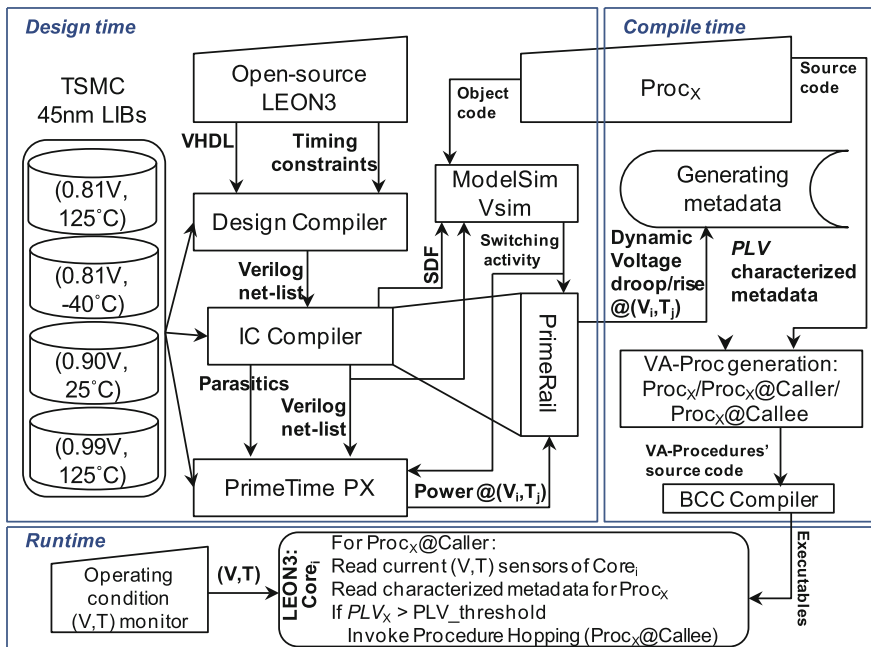 Design time
Compile time
Open-source
LEON3
TSMC
45nm LIBs
(0.81V,
125˚C)
(0.81V,
-40˚C)
(0.90V,
25˚C)
(0.99V,
125˚C)
VHDL
Timing
constraints
Design Compiler
Verilog
net-list
IC Compiler
Parasitics
Verilog
net-list
PrimeTime PX
SDF
Object
code
ModelSim
Vsim
Switching
activity
PrimeRail
Power @(Vi,Tj)
ProcX
Source
code
Generating
metadata
Dynamic
Voltage
droop/rise
@(Vi,Tj)
PLV
characterized
metadata
VA-Proc generation:
ProcX/ProcX@Caller/
ProcX@Callee
VA-Procedures'
source code
BCC Compiler
Executables
Runtime
Operating
condition
(V,T) monitor
(V,T)
LEON3:
Corei
For ProcX@Caller:
Read current (V,T) sensors of Corei
Read characterized metadata for ProcX
If PLVX > PLV_threshold
Invoke Procedure Hopping (ProcX@Callee)